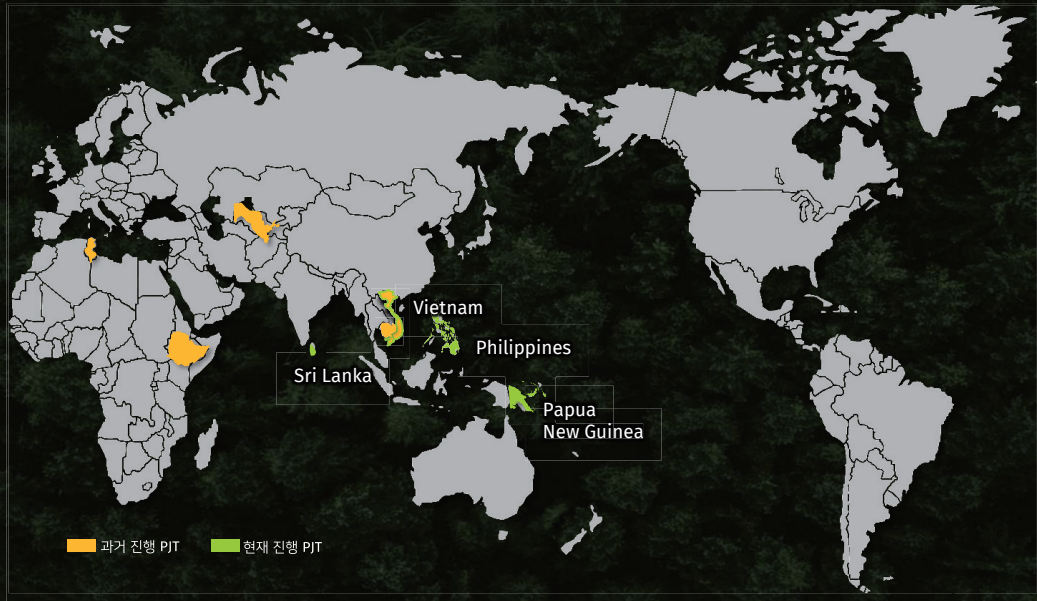 Vietnam
Philippines
Sri Lanka
Papua
New Guinea
과거 진행 PJT
현재 진행 PJT